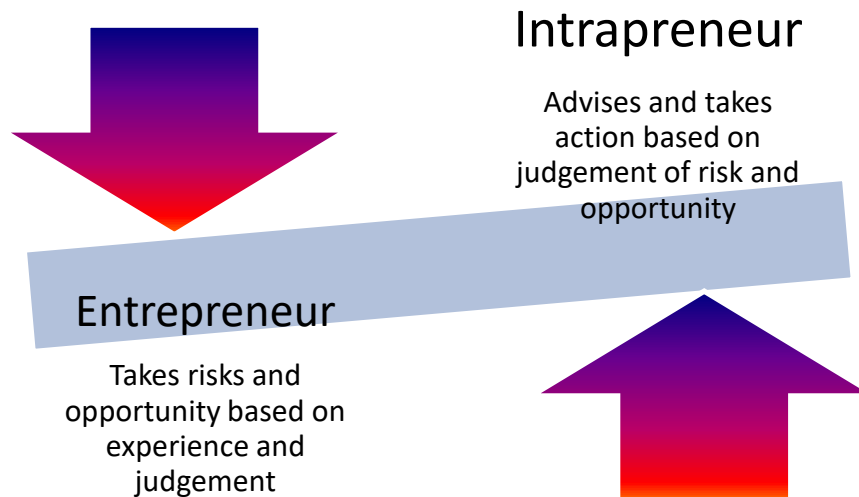 Intrapreneur
Advises and takes
action based on
judgement of risk and
opportunity
Entrepreneur
Takes risks and
opportunity based on
experience and
judgement